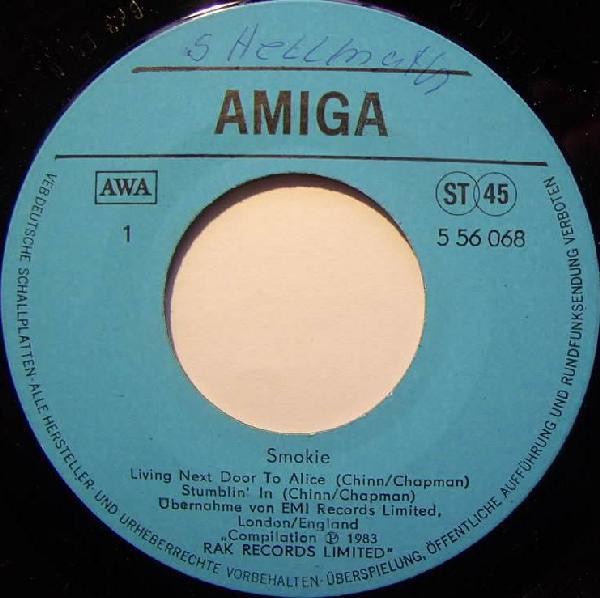 S Hellmuth
AMIGA
AWA
ST 45
1
5 56 068
Smokie
Living Next Door To Alice (Chinn/Chapman)
Stumblin' In (Chinn/Chapman)
Übernahme von EMI Records Limited,
London/England
„Compilation Ⓟ 1983
RAK RECORDS LIMITED"
VEB DEUTSCHE SCHALLPLATTEN · ALLE HERSTELLER- UND URHEBERRECHTE VORBEHALTEN · ÜBERSPIELUNG, ÖFFENTLICHE AUFFÜHRUNG UND RUNDFUNKSENDUNG VERBOTEN